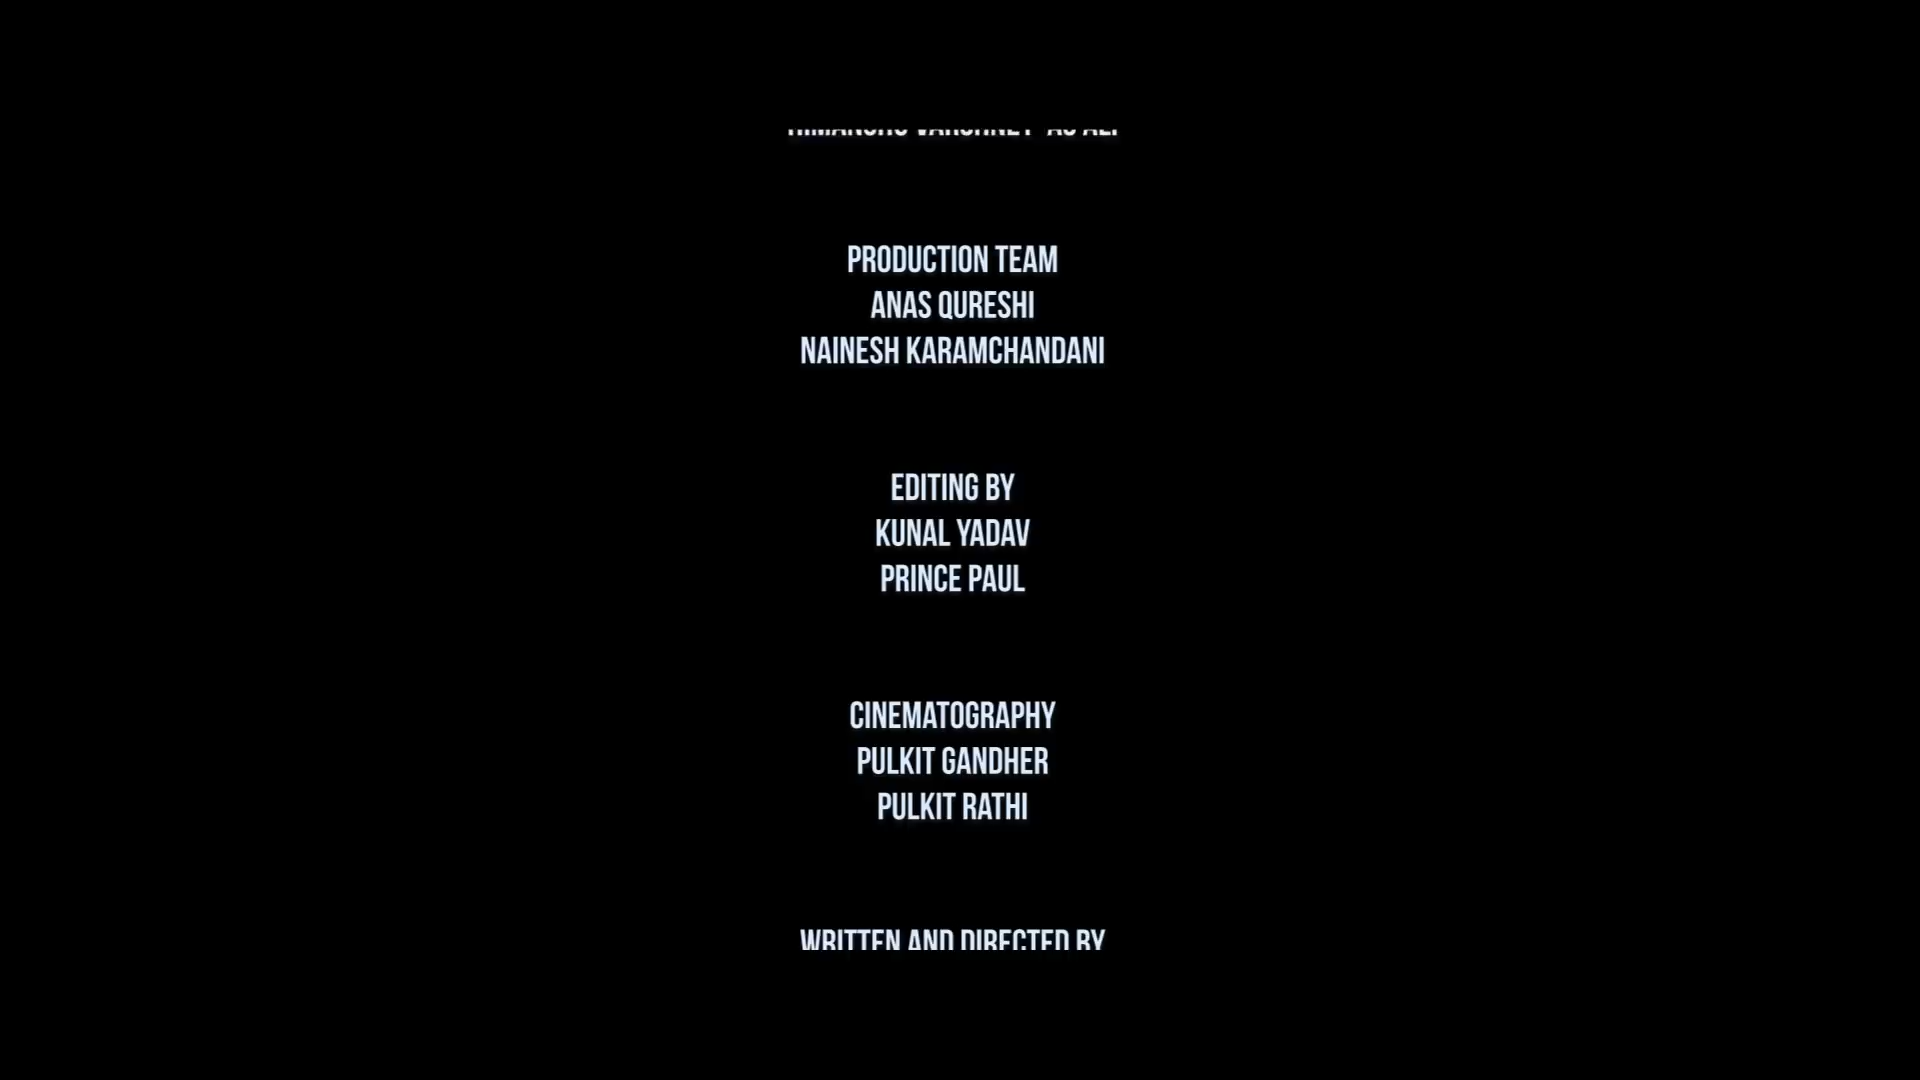 PRODUCTION TEAM
ANAS QURESHI
NAINESH KARAMCHANDANI
EDITING BY
KUNAL YADAV
PRINCE PAUL
CINEMATOGRAPHY
PULKIT GANDHER
PULKIT RATHI
WRITTEN AND DIRECTED BY